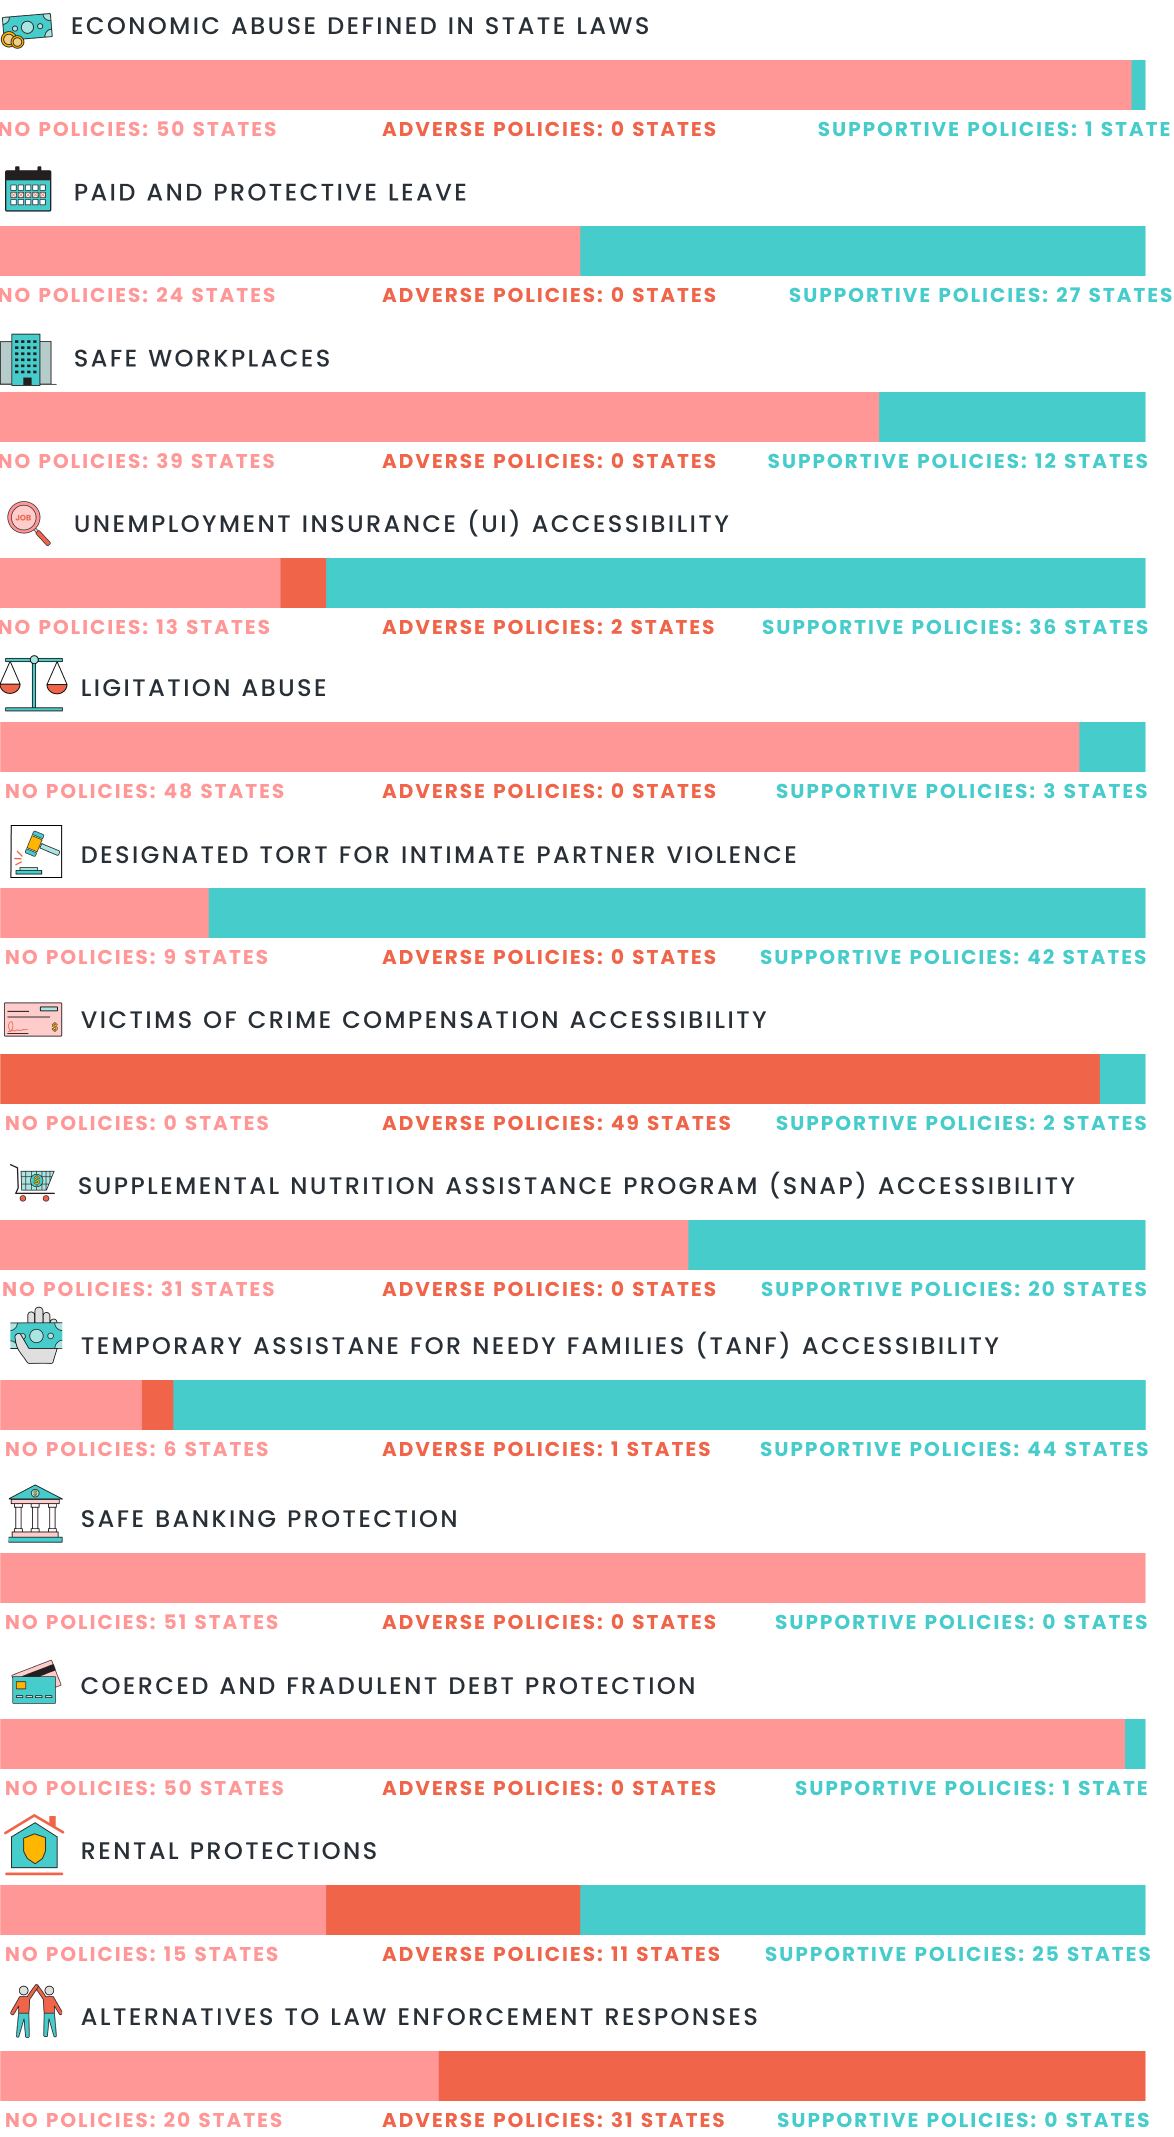 ECONOMIC ABUSE DEFINED IN STATE LAWS
NO POLICIES: 50 STATES ADVERSE POLICIES: 0 STATES SUPPORTIVE POLICIES: 1 STATE
PAID AND PROTECTIVE LEAVE
NO POLICIES: 24 STATES ADVERSE POLICIES: 0 STATES SUPPORTIVE POLICIES: 27 STATES
SAFE WORKPLACES
NO POLICIES: 39 STATES ADVERSE POLICIES: 0 STATES SUPPORTIVE POLICIES: 12 STATES
JOB UNEMPLOYMENT INSURANCE (UI) ACCESSIBILITY
NO POLICIES: 13 STATES ADVERSE POLICIES: 2 STATES SUPPORTIVE POLICIES: 36 STATES
LIGITATION ABUSE
NO POLICIES: 48 STATES ADVERSE POLICIES: 0 STATES SUPPORTIVE POLICIES: 3 STATES
DESIGNATED TORT FOR INTIMATE PARTNER VIOLENCE
NO POLICIES: 9 STATES ADVERSE POLICIES: 0 STATES SUPPORTIVE POLICIES: 42 STATES
$ VICTIMS OF CRIME COMPENSATION ACCESSIBILITY
NO POLICIES: 0 STATES ADVERSE POLICIES: 49 STATES SUPPORTIVE POLICIES: 2 STATES
SUPPLEMENTAL NUTRITION ASSISTANCE PROGRAM (SNAP) ACCESSIBILITY
NO POLICIES: 31 STATES ADVERSE POLICIES: 0 STATES SUPPORTIVE POLICIES: 20 STATES
TEMPORARY ASSISTANE FOR NEEDY FAMILIES (TANF) ACCESSIBILITY
NO POLICIES: 6 STATES ADVERSE POLICIES: 1 STATES SUPPORTIVE POLICIES: 44 STATES
SAFE BANKING PROTECTION
NO POLICIES: 51 STATES ADVERSE POLICIES: 0 STATES SUPPORTIVE POLICIES: 0 STATES
COERCED AND FRADULENT DEBT PROTECTION
NO POLICIES: 50 STATES ADVERSE POLICIES: 0 STATES SUPPORTIVE POLICIES: 1 STATE
RENTAL PROTECTIONS
NO POLICIES: 15 STATES ADVERSE POLICIES: 11 STATES SUPPORTIVE POLICIES: 25 STATES
ALTERNATIVES TO LAW ENFORCEMENT RESPONSES
NO POLICIES: 20 STATES ADVERSE POLICIES: 31 STATES SUPPORTIVE POLICIES: 0 STATES